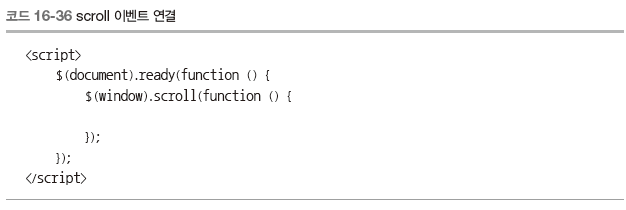 코드 16-36 scroll 이벤트 연결
<script>
    $(document).ready(function () {
        $(window).scroll(function () {

        });
    });
</script>